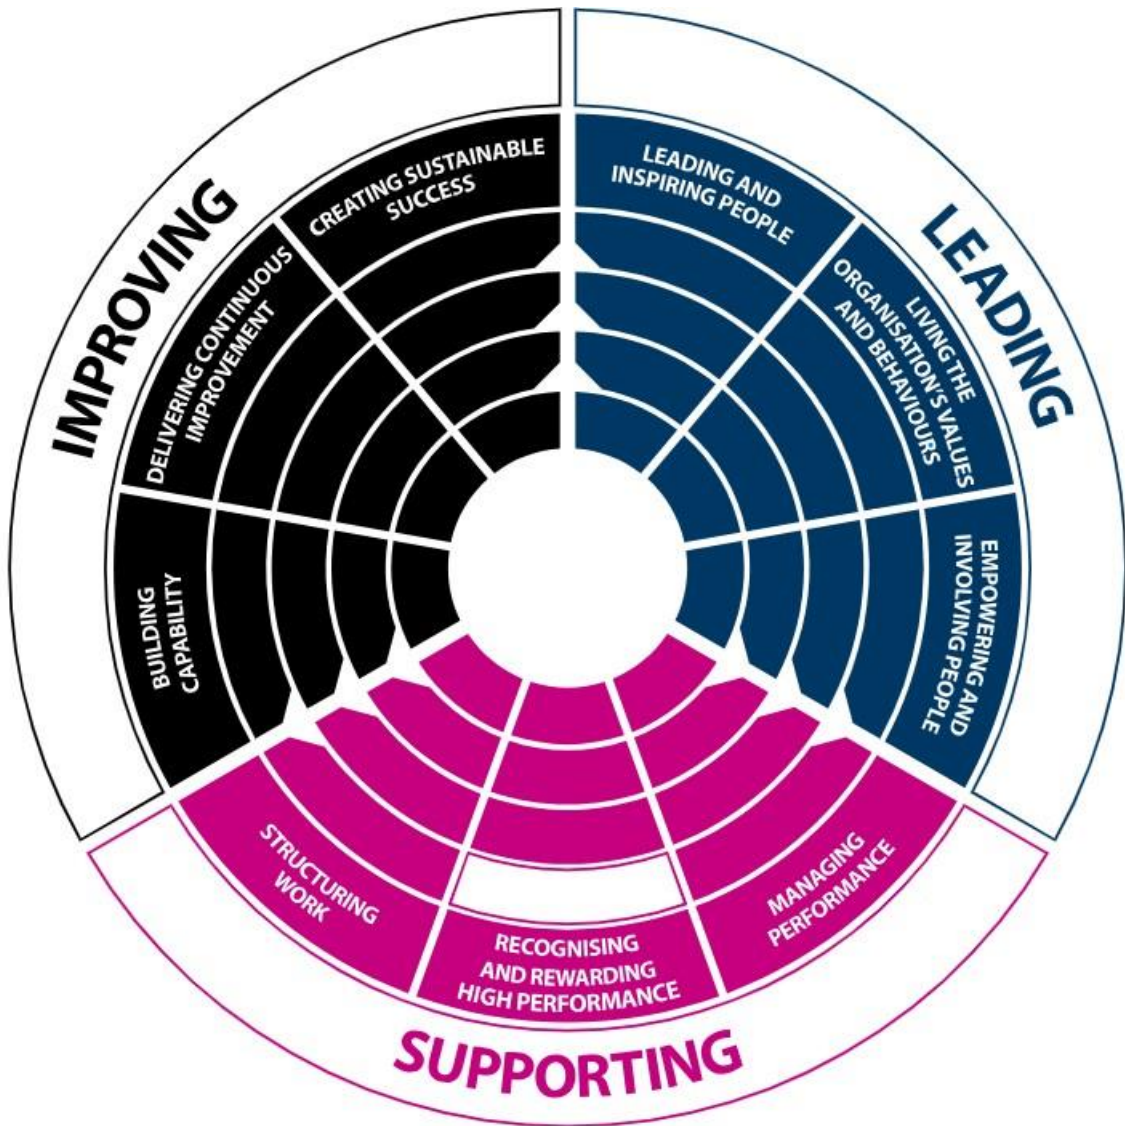 IMPROVING
LEADING
SUPPORTING
CREATING SUSTAINABLE
SUCCESS
LEADING AND
INSPIRING PEOPLE
LIVING THE
ORGANISATION'S VALUES
AND BEHAVIOURS
EMPOWERING AND
INVOLVING PEOPLE
MANAGING
PERFORMANCE
RECOGNISING
AND REWARDING
HIGH PERFORMANCE
STRUCTURING
WORK
BUILDING
CAPABILITY
DELIVERING CONTINUOUS
IMPROVEMENT